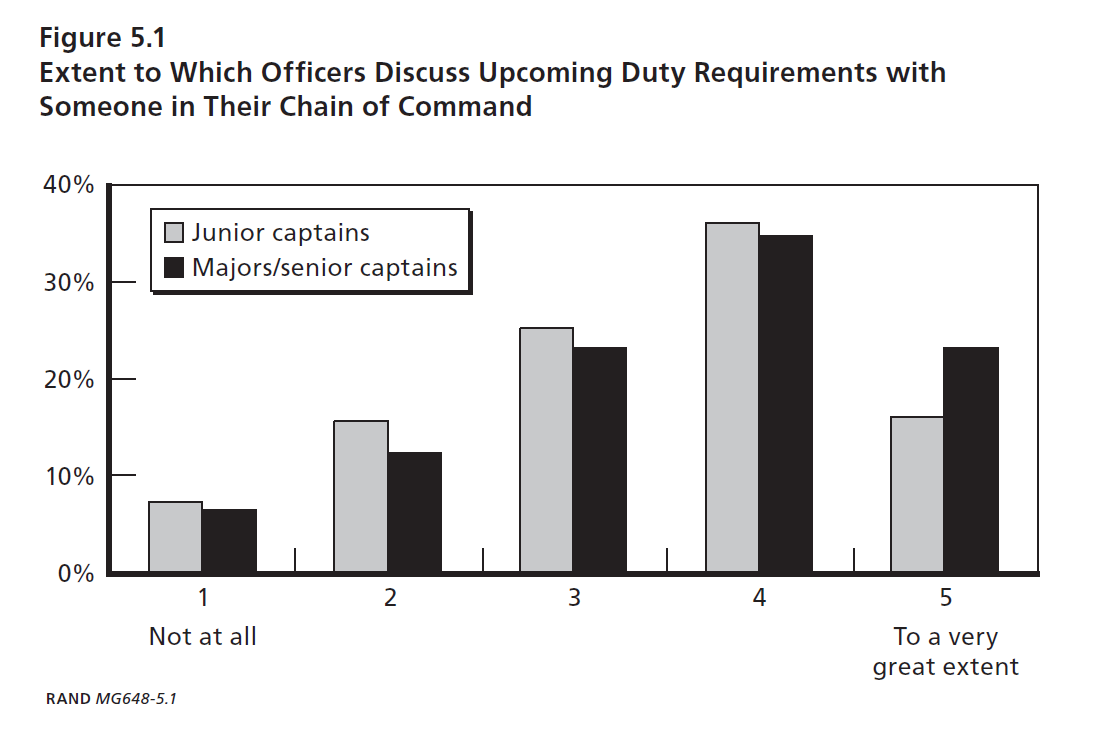 Figure 5.1
Extent to Which Officers Discuss Upcoming Duty Requirements with
Someone in Their Chain of Command
40%
Junior captains
Majors/senior captains
30%
20%
10%
0%
1 2 3 4 5
Not at all To a very
great extent
RAND MG648-5.1